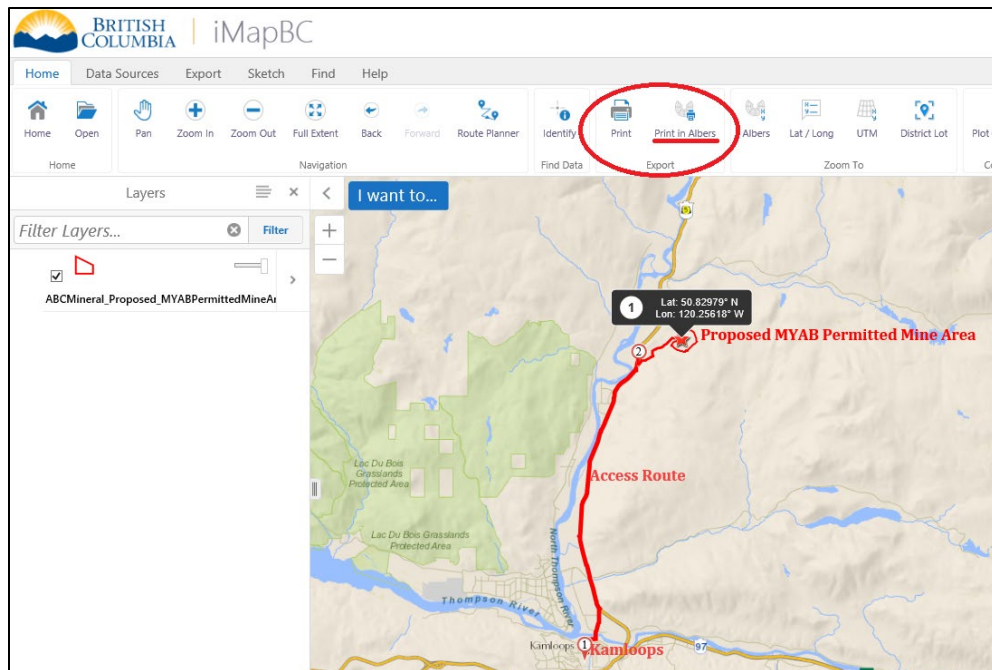 BRITISH
COLUMBIA
iMapBC
Home Data Sources Export Sketch Find Help
Home Open Pan Zoom In Zoom Out Full Extent Back Forward Route Planner Identify Print Print in Albers Albers Lat / Long UTM District Lot Plot
Home Navigation Find Data Export Zoom To
Layers
I want to...
Filter Layers...
Filter
ABCMineral_Proposed_MYABPermittedMineAr
1
Lat: 50.82979° N
Lon: 120.25618° W
2
Proposed MYAB Permitted Mine Area
Lac Du Bois
Grasslands
Protected Area
Access Route
Lac Du Bois Grasslands
Protected Area
North Thompson River
Thompson River
Kamloops
1
Kamloops
97